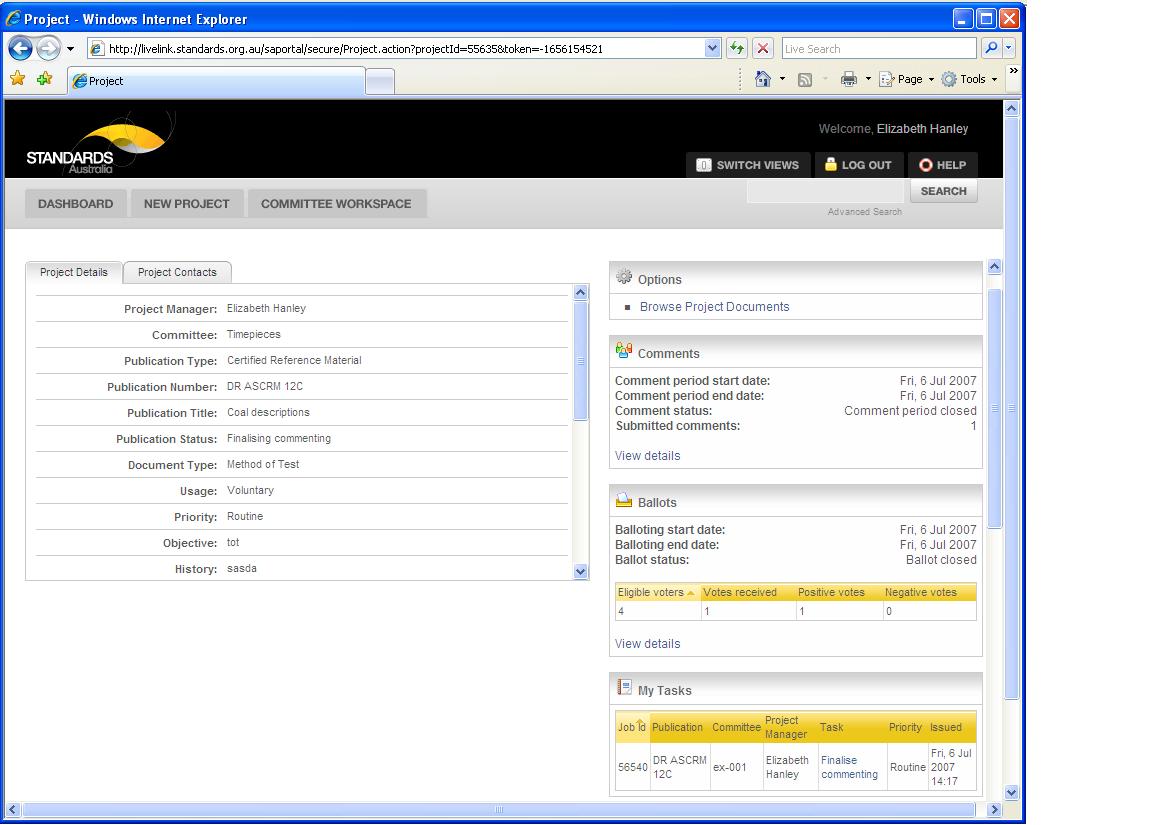 Project - Windows Internet Explorer
http://livelink.standards.org.au/saportal/secure/Project.action?projectId=55635&token=-1656154521
Live Search
Project
Page
Tools
»
STANDARDS
Australia
Welcome, Elizabeth Hanley
SWITCH VIEWS
LOG OUT
HELP
DASHBOARD
NEW PROJECT
COMMITTEE WORKSPACE
SEARCH
Advanced Search
Project Details
Project Contacts
Project Manager: Elizabeth Hanley
Committee: Timepieces
Publication Type: Certified Reference Material
Publication Number: DR ASCRM 12C
Publication Title: Coal descriptions
Publication Status: Finalising commenting
Document Type: Method of Test
Usage: Voluntary
Priority: Routine
Objective: tot
History: sasda
Options
Browse Project Documents
Comments
Comment period start date: Fri, 6 Jul 2007
Comment period end date: Fri, 6 Jul 2007
Comment status: Comment period closed
Submitted comments: 1
View details
Ballots
Balloting start date: Fri, 6 Jul 2007
Balloting end date: Fri, 6 Jul 2007
Ballot status: Ballot closed
Eligible voters Votes received Positive votes Negative votes
4 1 1 0
View details
My Tasks
Job Id Publication Committee Project Manager Task Priority Issued
56540 DR ASCRM 12C ex-001 Elizabeth Hanley Finalise commenting Routine Fri, 6 Jul 2007 14:17